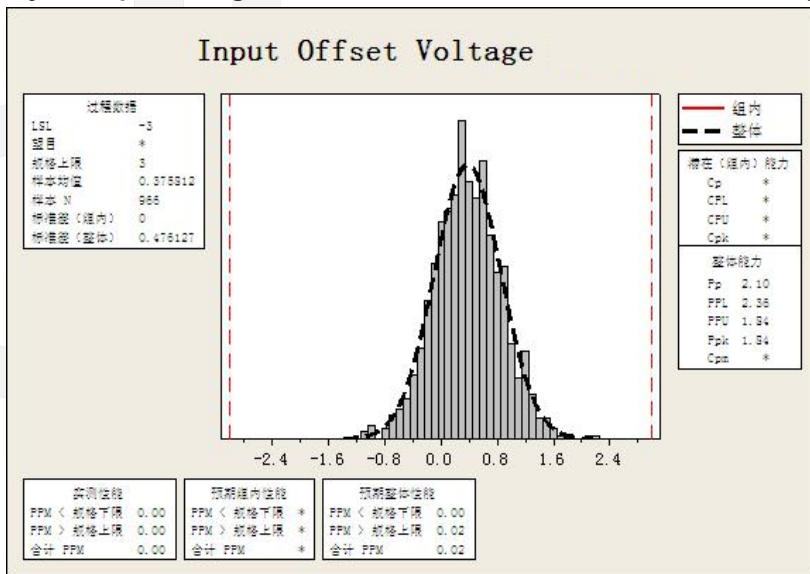 Input Offset Voltage
过程数据
LSL -3
望目 *
规格上限 3
样本均值 0.375812
样本 N 966
标准差（组内） 0
标准差（整体） 0.476127
组内
整体
潜在（组内）能力
Cp *
CPL *
CPU *
Cpk *
整体能力
Pp 2.10
PPL 2.36
PPU 1.84
Ppk 1.84
Cpm *
-2.4 -1.6 -0.8 0.0 0.8 1.6 2.4
实测性能
PPM < 规格下限 0.00
PPM > 规格上限 0.00
合计 PPM 0.00
预期组内性能
PPM < 规格下限 *
PPM > 规格上限 *
合计 PPM *
预期整体性能
PPM < 规格下限 0.00
PPM > 规格上限 0.02
合计 PPM 0.02